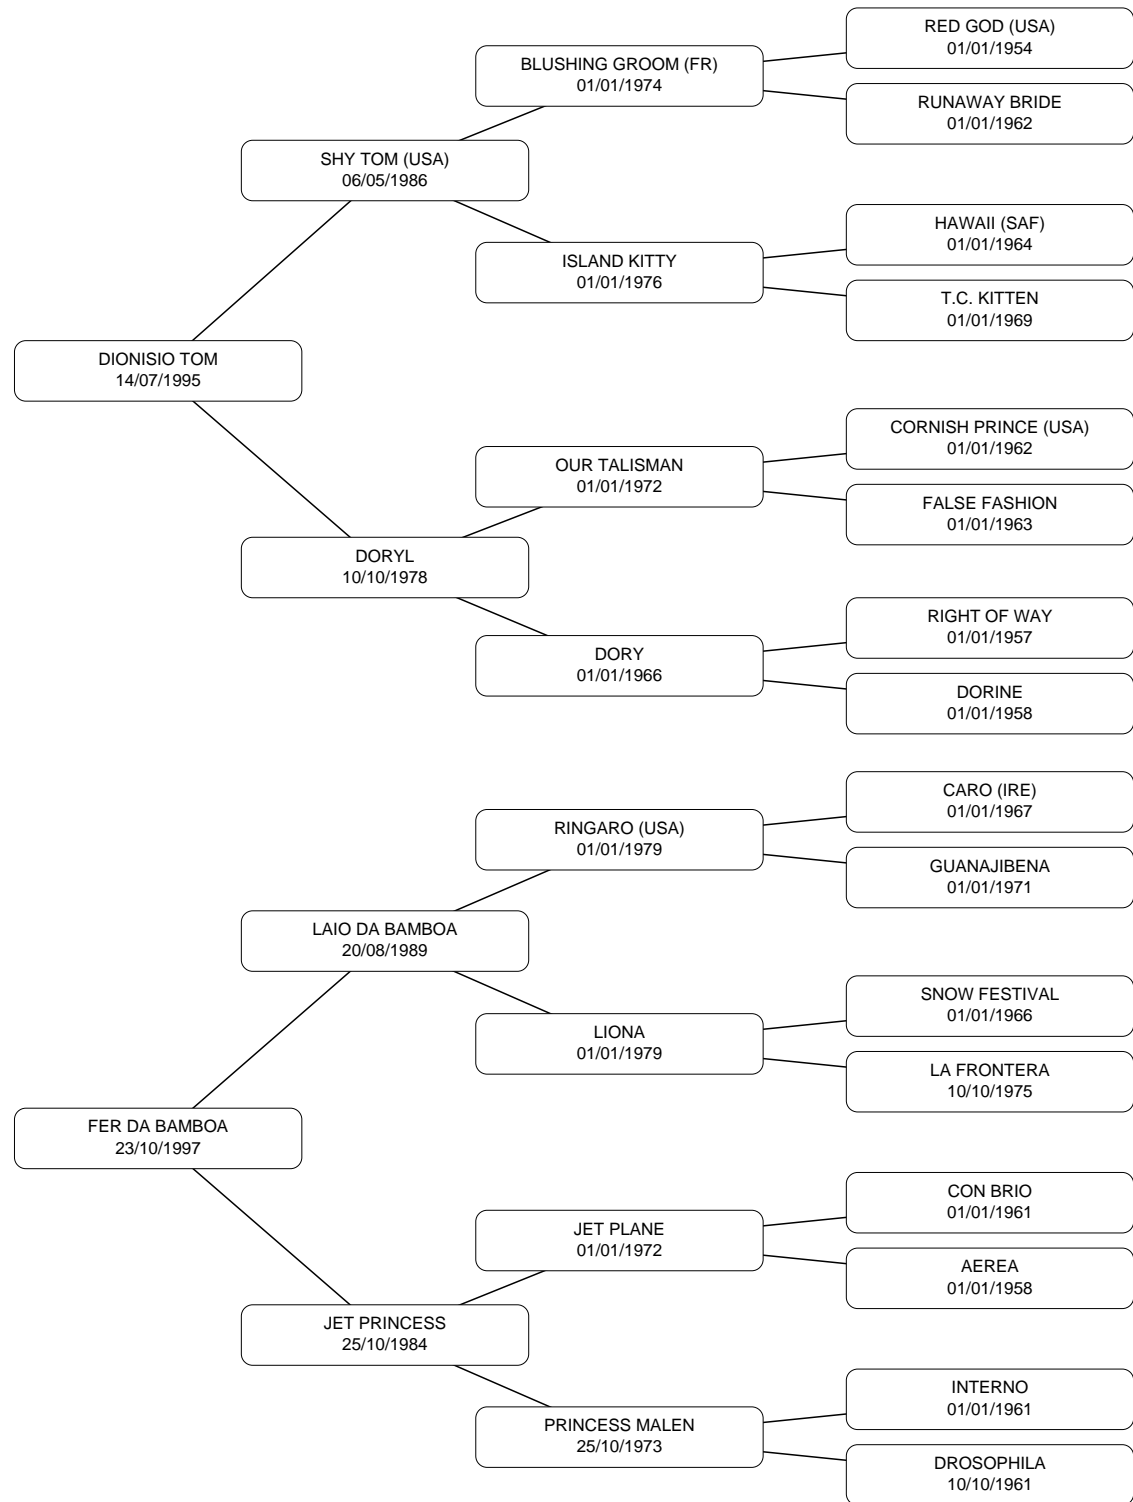 RED GOD (USA)
01/01/1954
BLUSHING GROOM (FR)
01/01/1974
RUNAWAY BRIDE
01/01/1962
SHY TOM (USA)
06/05/1986
HAWAII (SAF)
01/01/1964
ISLAND KITTY
01/01/1976
T.C. KITTEN
01/01/1969
DIONISIO TOM
14/07/1995
CORNISH PRINCE (USA)
01/01/1962
OUR TALISMAN
01/01/1972
FALSE FASHION
01/01/1963
DORYL
10/10/1978
RIGHT OF WAY
01/01/1957
DORY
01/01/1966
DORINE
01/01/1958
CARO (IRE)
01/01/1967
RINGARO (USA)
01/01/1979
GUANAJIBENA
01/01/1971
LAIO DA BAMBOA
20/08/1989
SNOW FESTIVAL
01/01/1966
LIONA
01/01/1979
LA FRONTERA
10/10/1975
FER DA BAMBOA
23/10/1997
CON BRIO
01/01/1961
JET PLANE
01/01/1972
AEREA
01/01/1958
JET PRINCESS
25/10/1984
INTERNO
01/01/1961
PRINCESS MALEN
25/10/1973
DROSOPHILA
10/10/1961